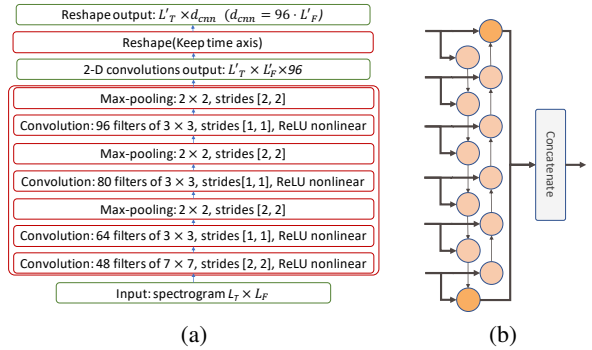 Reshape output: L'_T × d_cnn (d_cnn = 96 · L'_F)
Reshape(Keep time axis)
2-D convolutions output: L'_T × L'_F × 96
Max-pooling: 2 × 2, strides [2, 2]
Convolution: 96 filters of 3 × 3, strides [1, 1], ReLU nonlinear
Max-pooling: 2 × 2, strides [2, 2]
Convolution: 80 filters of 3 × 3, strides[1, 1], ReLU nonlinear
Max-pooling: 2 × 2, strides [2, 2]
Convolution: 64 filters of 3 × 3, strides [1, 1], ReLU nonlinear
Convolution: 48 filters of 7 × 7, strides [2, 2], ReLU nonlinear
Input: spectrogram L_T × L_F
(a)
Concatenate
(b)